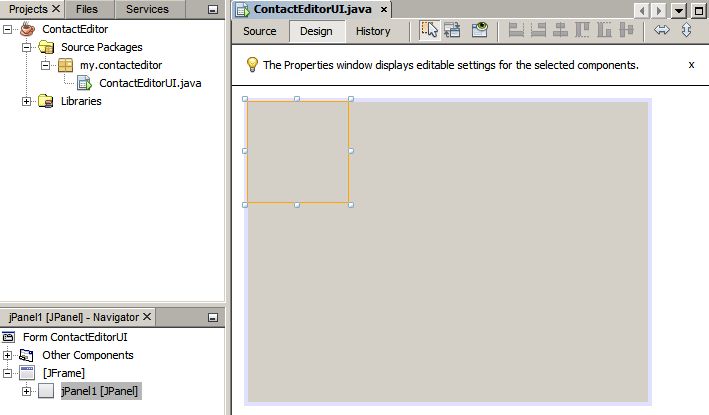 Projects X Files Services
ContactEditor
Source Packages
my.contacteditor
ContactEditorUI.java
Libraries
jPanel1 [JPanel] - Navigator X
Form ContactEditorUI
Other Components
[JFrame]
jPanel1 [JPanel]
ContactEditorUI.java x
Source Design History
The Properties window displays editable settings for the selected components. x